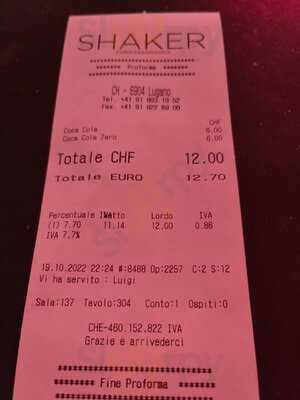 SHAKER
******************************
******* Proforma *******
CH - 6904 Lugano
CHF
Coca Cola 6.00
Coca Cola Zero 6.00
Totale CHF 12.00
Totale EURO 12.70
Percentuale Lordo IVA
(1) 7.70 11.14 12.00 0.86
IVA 7.7%
19.10.2022 22:24 #:8488 Op:2257 C:2 S:12
Vi ha servito : Luigi
Sala:137 Tavolo:304 Conto:1 Ospiti:0
CHE-460.152.822 IVA
Grazie e arrivederci
******************************
******** Fine Proforma ********